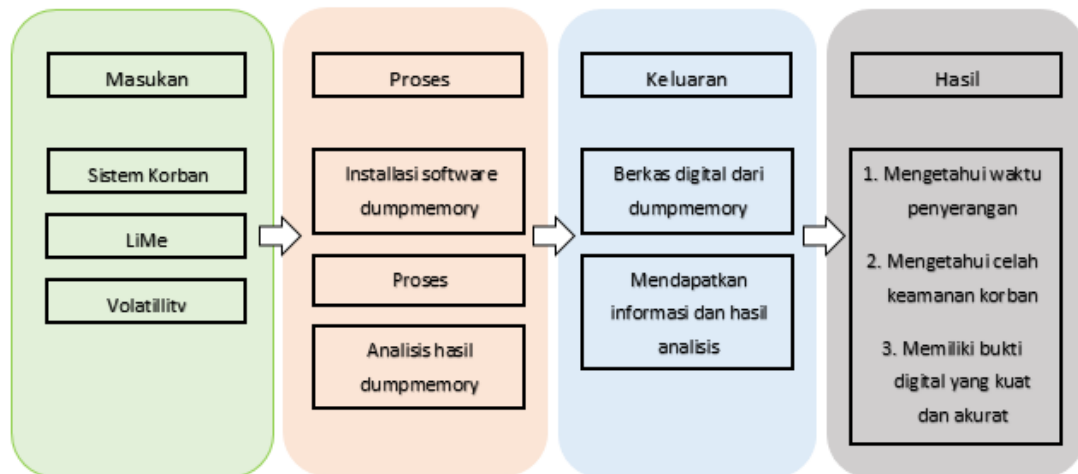 Masukan
Sistem Korban
LiMe
Volatillitv
Proses
Installasi software
dumpmemory
Proses
Analisis hasil
dumpmemory
Keluaran
Berkas digital dari
dumpmemory
Mendapatkan
informasi dan hasil
analisis
Hasil
1. Mengetahui waktu
penyerangan
2. Mengetahui celah
keamanan korban
3. Memiliki bukti
digital yang kuat
dan akurat